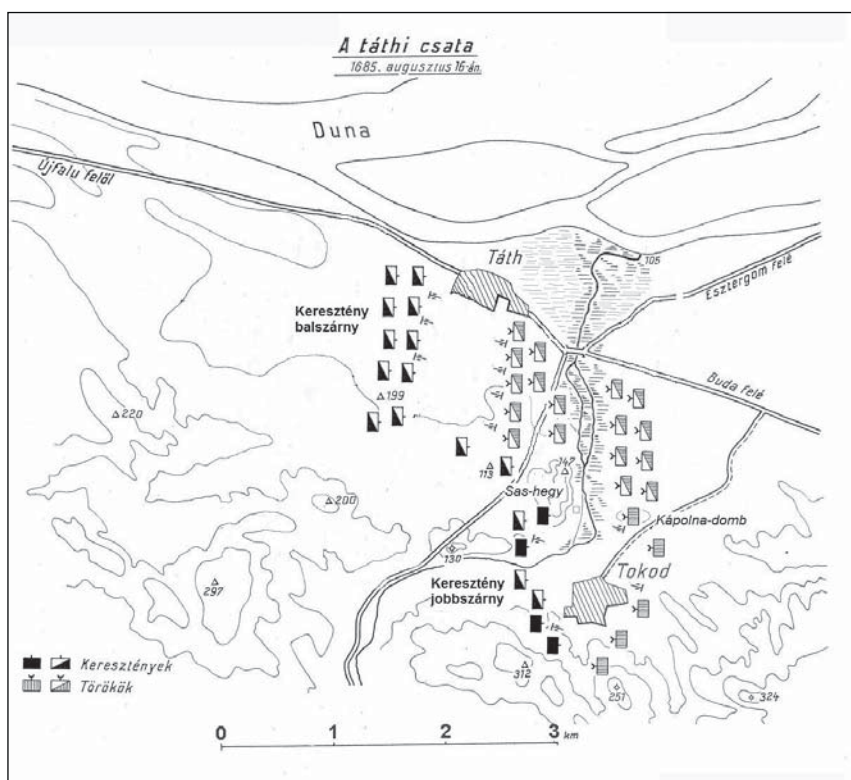 A táthi csata
1685. augusztus 16-án.
Duna
Újfalu felől
Táth
105
Esztergom felé
Keresztény
balszárny
Buda felé
199
220
147
113
Sas-hegy
200
Kápolna-domb
130
Tokod
297
Keresztény
jobbszárny
Keresztények
312
Törökök
251
324
0 1 2 3 km